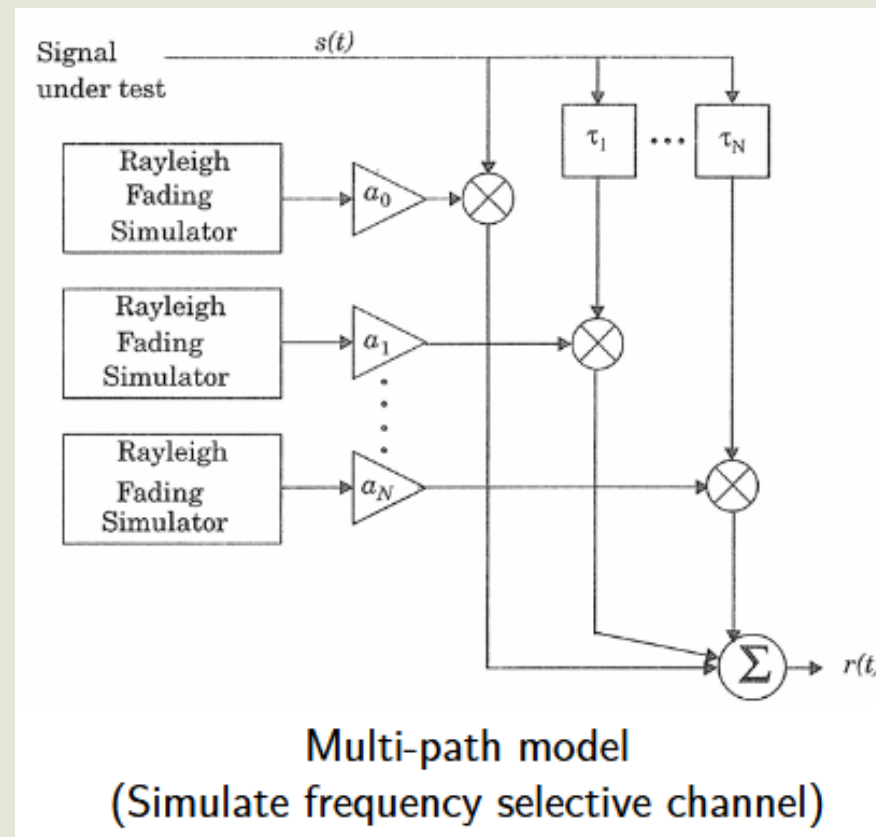 Signal
under test
s(t)
τ1 ••• τN
Rayleigh
Fading
Simulator
a0
Rayleigh
Fading
Simulator
a1
Rayleigh
Fading
Simulator
aN
Σ
r(t)
Multi-path model
(Simulate frequency selective channel)